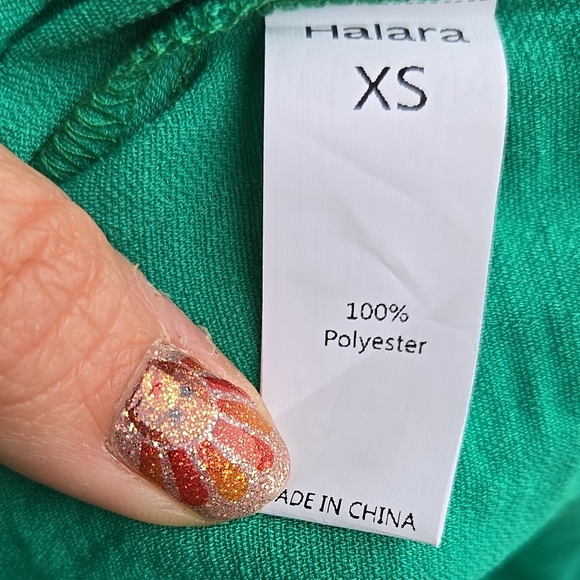 Halara
XS
100%
Polyester
ADE IN CHINA